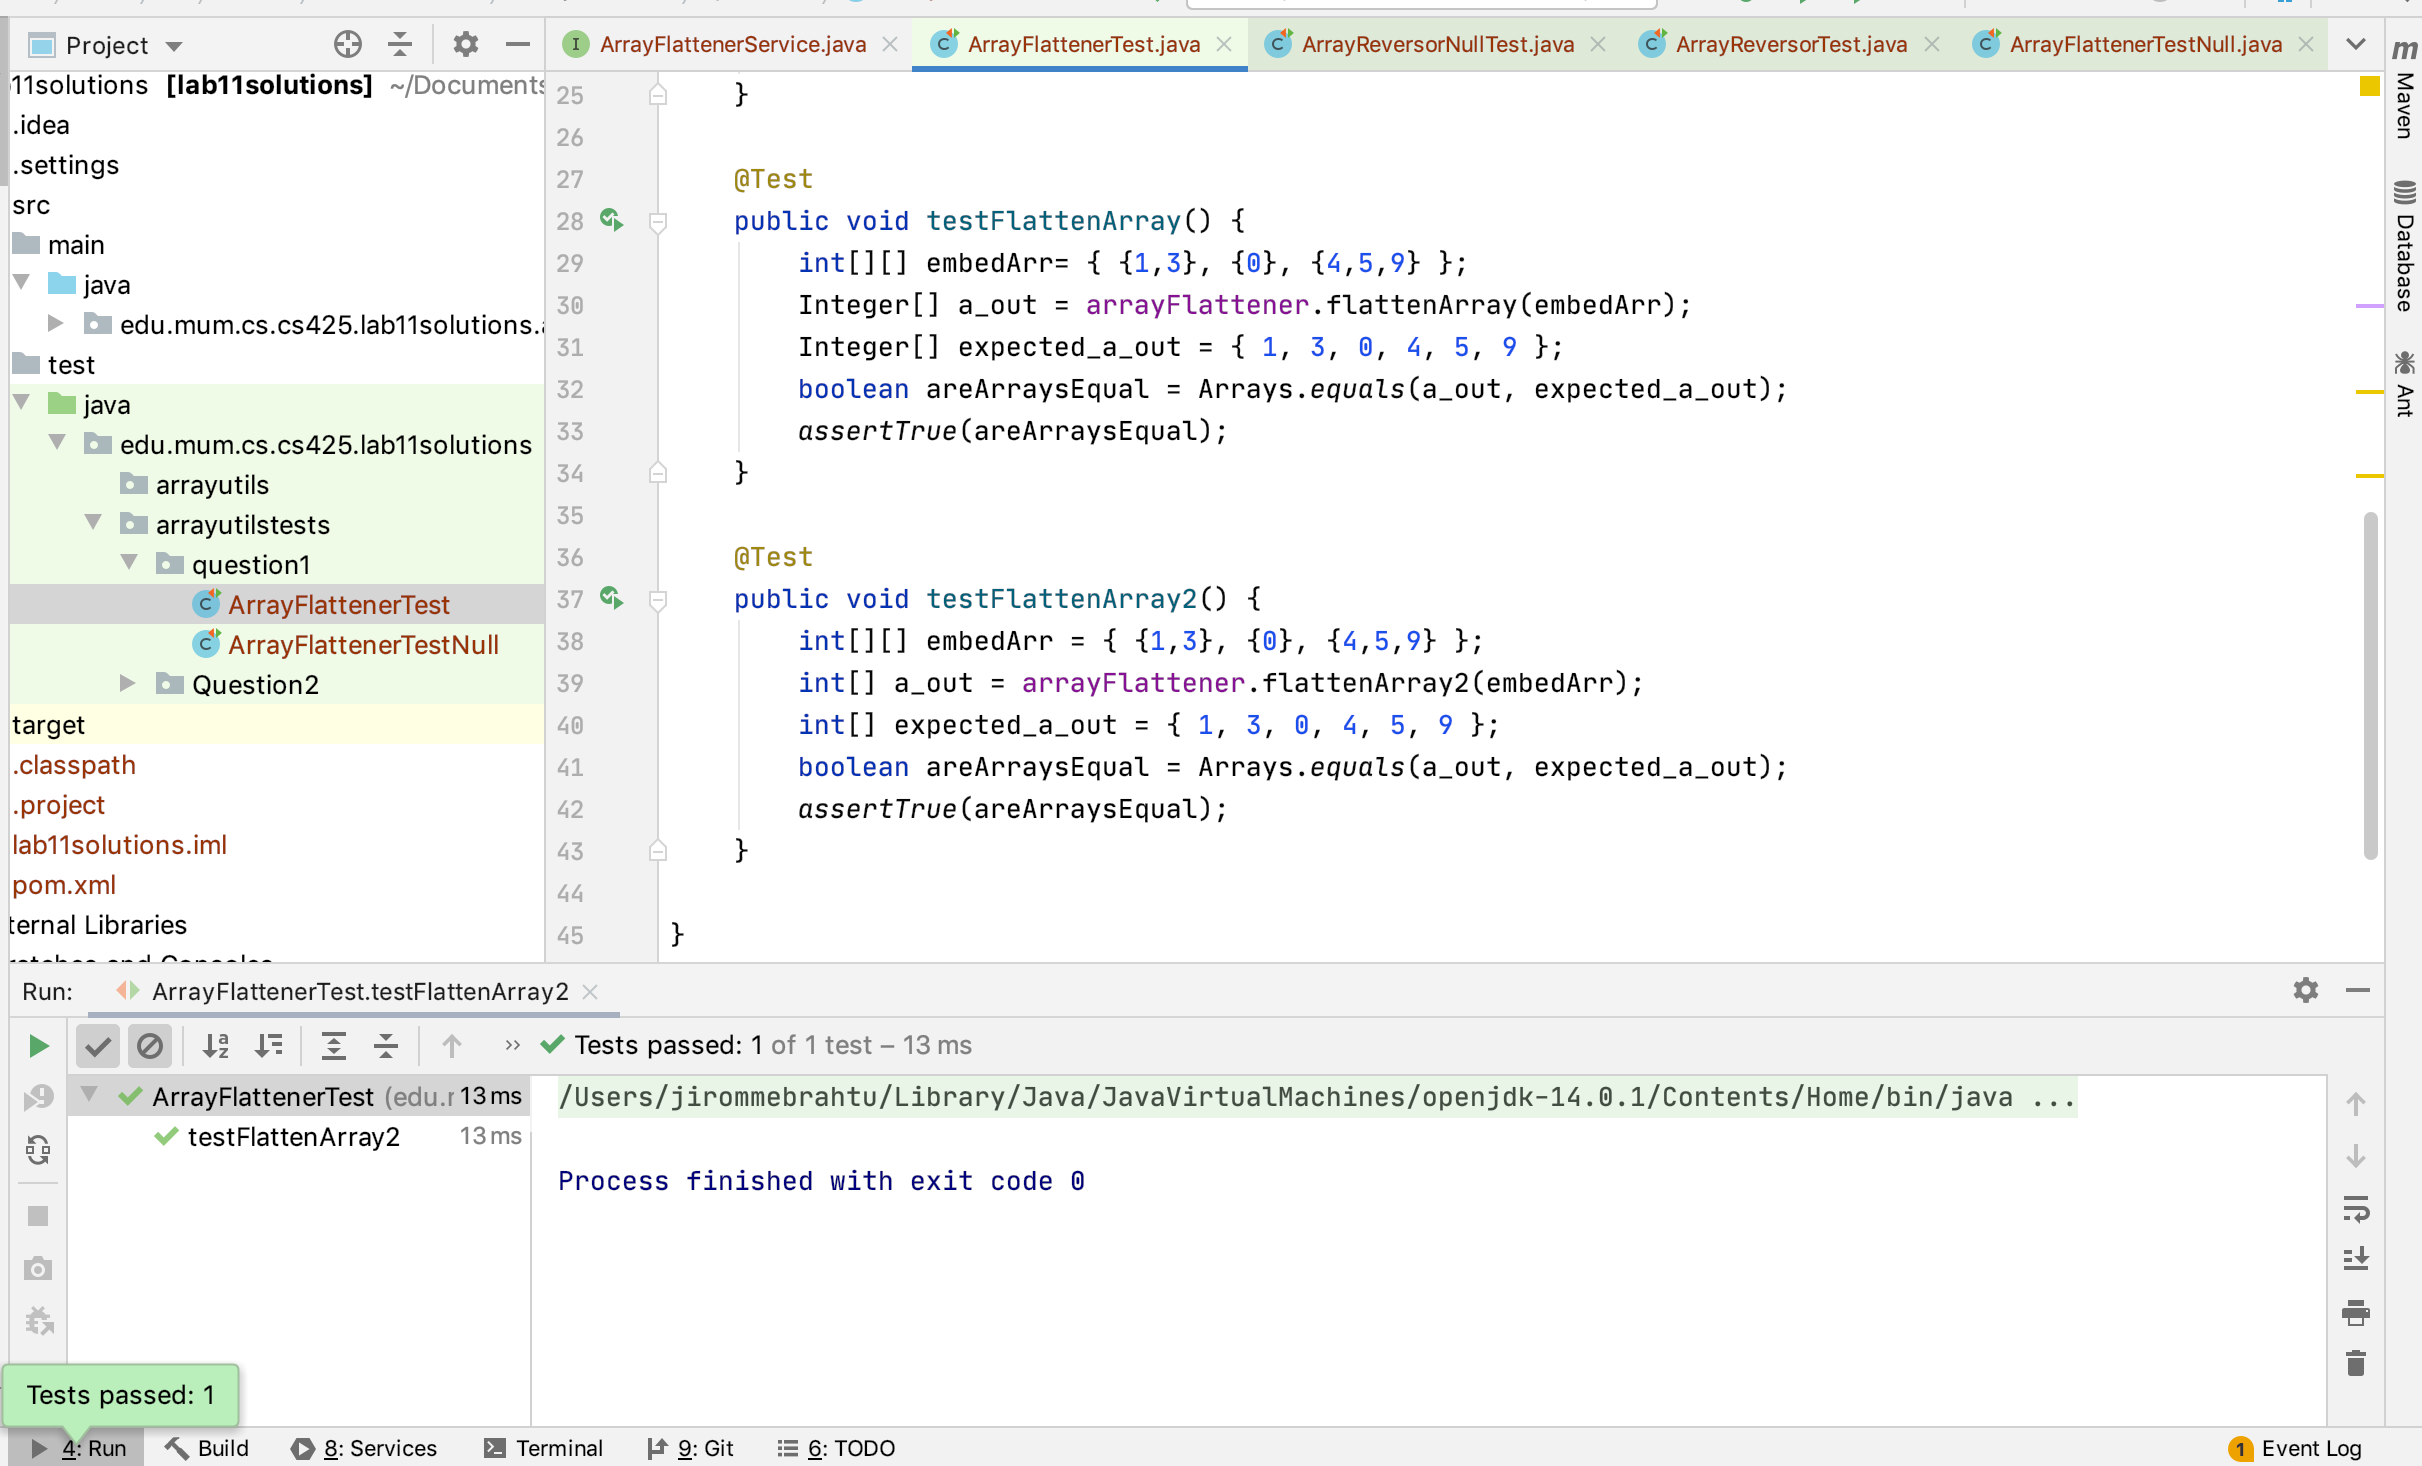 Project
ArrayFlattenerService.java
ArrayFlattenerTest.java
ArrayReversorNullTest.java
ArrayReversorTest.java
ArrayFlattenerTestNull.java
11solutions [lab11solutions] ~/Documents
.idea
.settings
src
main
java
edu.mum.cs.cs425.lab11solutions.
test
java
edu.mum.cs.cs425.lab11solutions
arrayutils
arrayutilstests
question1
ArrayFlattenerTest
ArrayFlattenerTestNull
Question2
target
.classpath
.project
lab11solutions.iml
pom.xml
ternal Libraries
25 }
26
27 @Test
28 public void testFlattenArray() {
29 int[][] embedArr= { {1,3}, {0}, {4,5,9} };
30 Integer[] a_out = arrayFlattener.flattenArray(embedArr);
31 Integer[] expected_a_out = { 1, 3, 0, 4, 5, 9 };
32 boolean areArraysEqual = Arrays.equals(a_out, expected_a_out);
33 assertTrue(areArraysEqual);
34 }
35
36 @Test
37 public void testFlattenArray2() {
38 int[][] embedArr = { {1,3}, {0}, {4,5,9} };
39 int[] a_out = arrayFlattener.flattenArray2(embedArr);
40 int[] expected_a_out = { 1, 3, 0, 4, 5, 9 };
41 boolean areArraysEqual = Arrays.equals(a_out, expected_a_out);
42 assertTrue(areArraysEqual);
43 }
44
45 }
m Maven
Database
Ant
Run: ArrayFlattenerTest.testFlattenArray2
Tests passed: 1 of 1 test – 13 ms
ArrayFlattenerTest (edu.r 13 ms
testFlattenArray2 13 ms
/Users/jirommebrahtu/Library/Java/JavaVirtualMachines/openjdk-14.0.1/Contents/Home/bin/java ...
Process finished with exit code 0
Tests passed: 1
4: Run
Build
8: Services
Terminal
9: Git
6: TODO
1 Event Log